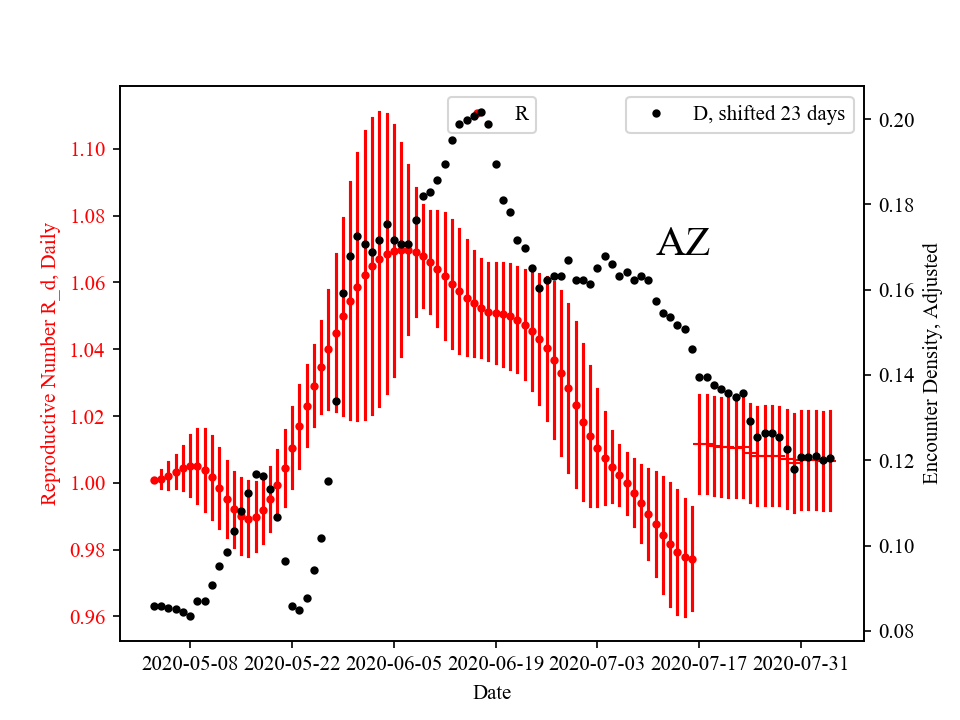 R
D, shifted 23 days
AZ
Reproductive Number R_d, Daily
1.10
1.08
1.06
1.04
1.02
1.00
0.98
0.96
0.20
0.18
0.16
0.14
0.12
0.10
0.08
Encounter Density, Adjusted
2020-05-08 2020-05-22 2020-06-05 2020-06-19 2020-07-03 2020-07-17 2020-07-31
Date